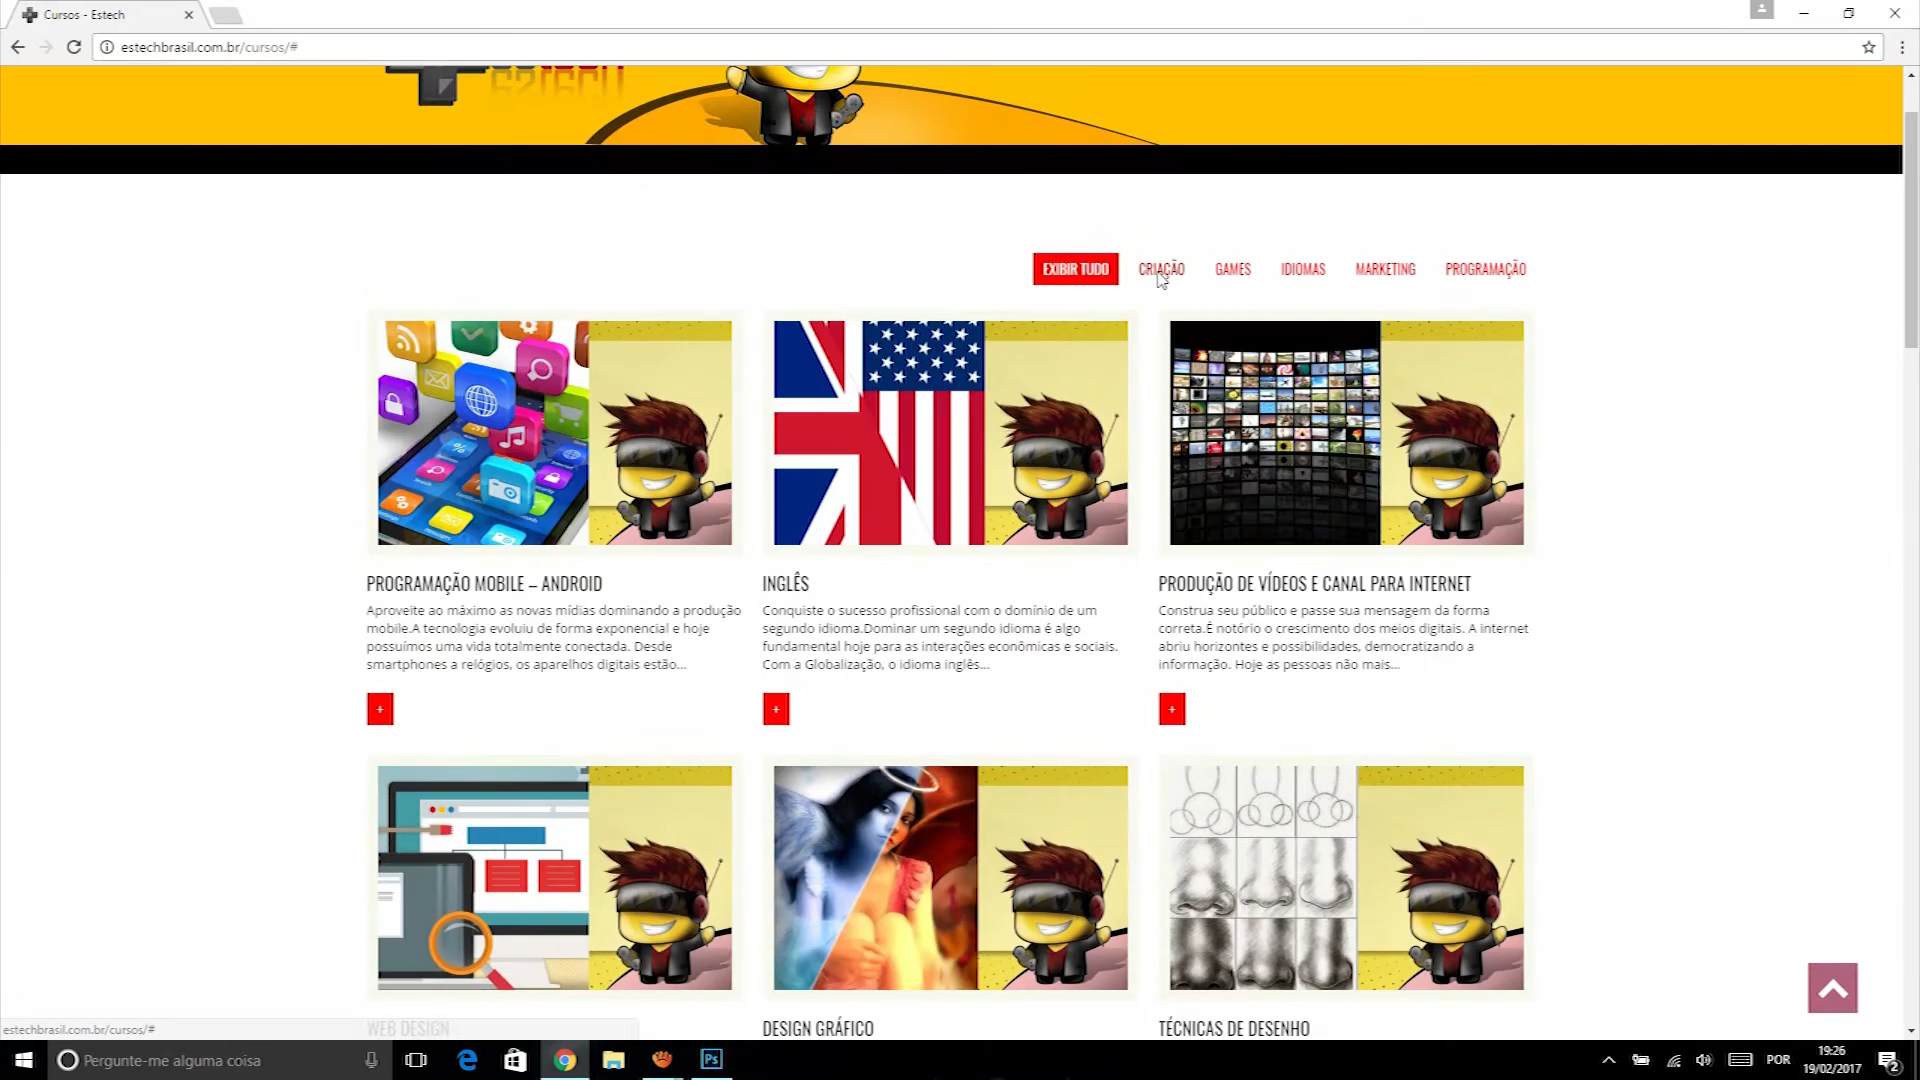 Cursos - Estech
estechbrasil.com.br/cursos/#
EXIBIR TUDO
CRIAÇÃO
GAMES
IDIOMAS
MARKETING
PROGRAMAÇÃO
PROGRAMAÇÃO MOBILE – ANDROID
Aproveite ao máximo as novas mídias dominando a produção
mobile.A tecnologia evoluiu de forma exponencial e hoje
possuímos uma vida totalmente conectada. Desde
smartphones a relógios, os aparelhos digitais estão...
+
INGLÊS
Conquiste o sucesso profissional com o domínio de um
segundo idioma.Dominar um segundo idioma é algo
fundamental hoje para as interações econômicas e sociais.
Com a Globalização, o idioma inglês...
+
PRODUÇÃO DE VÍDEOS E CANAL PARA INTERNET
Construa seu público e passe sua mensagem da forma
correta.É notório o crescimento dos meios digitais. A internet
abriu horizontes e possibilidades, democratizando a
informação. Hoje as pessoas não mais...
+
WEB DESIGN
DESIGN GRÁFICO
TÉCNICAS DE DESENHO
estechbrasil.com.br/cursos/#
Pergunte-me alguma coisa
Ps
POR
19:26
19/02/2017
2